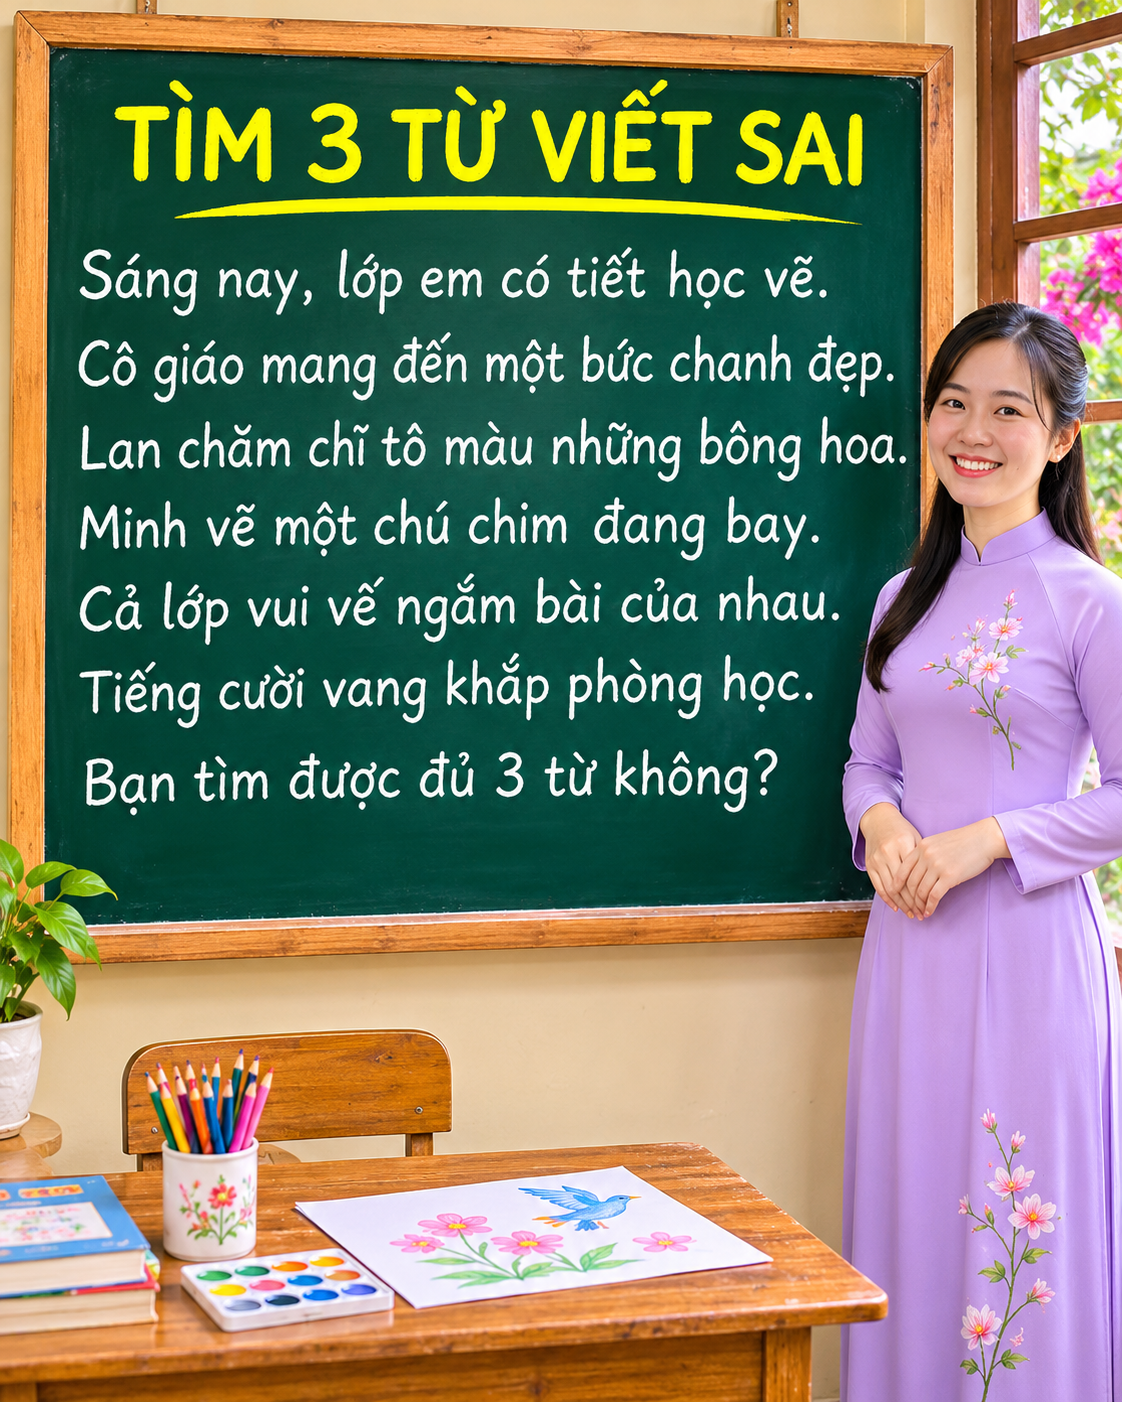 TÌM 3 TỪ VIẾT SAI
Sáng nay, lớp em có tiết học vẽ.
Cô giáo mang đến một bức chanh đẹp.
Lan chăm chĩ tô màu những bông hoa.
Minh vẽ một chú chim đang bay.
Cả lớp vui vẽ ngắm bài của nhau.
Tiếng cười vang khắp phòng học.
Bạn tìm được đủ 3 từ không?